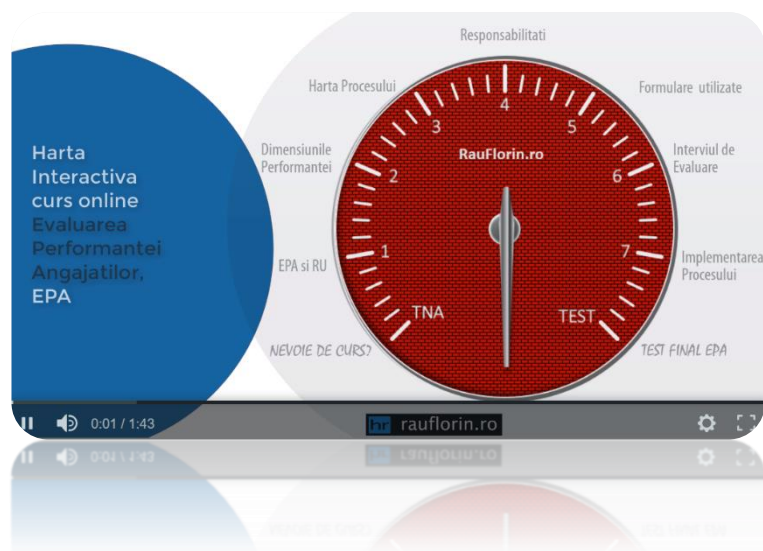 Harta
Interactiva
curs online
Evaluarea
Performantei
Angajatilor,
EPA
Responsabilitati
Harta Procesului
Formulare utilizate
Dimensiunile
Performantei
Interviul de
Evaluare
EPA si RU
Implementarea
Procesului
NEVOIE DE CURS?
TEST FINAL EPA
4
3
5
RauFlorin.ro
2
6
1
7
TNA
TEST
0:01 / 1:43
hr rauflorin.ro